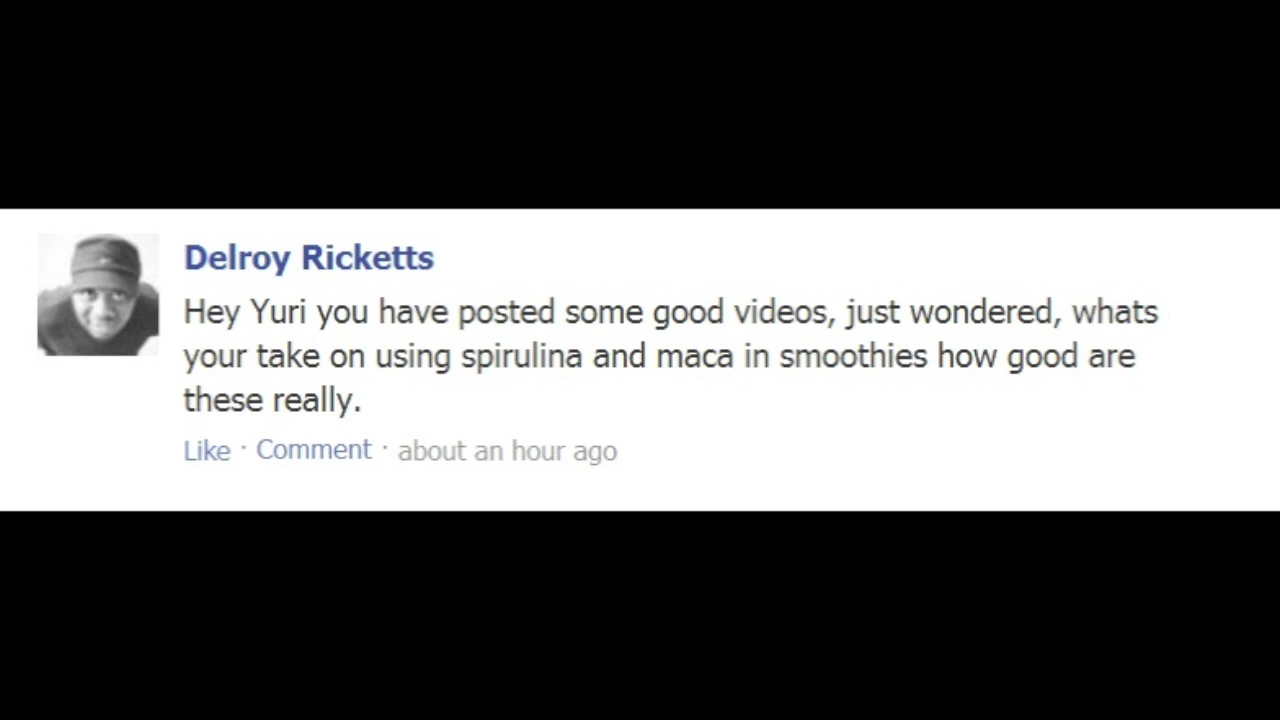 Delroy Ricketts
Hey Yuri you have posted some good videos, just wondered, whats
your take on using spirulina and maca in smoothies how good are
these really.
Like · Comment · about an hour ago